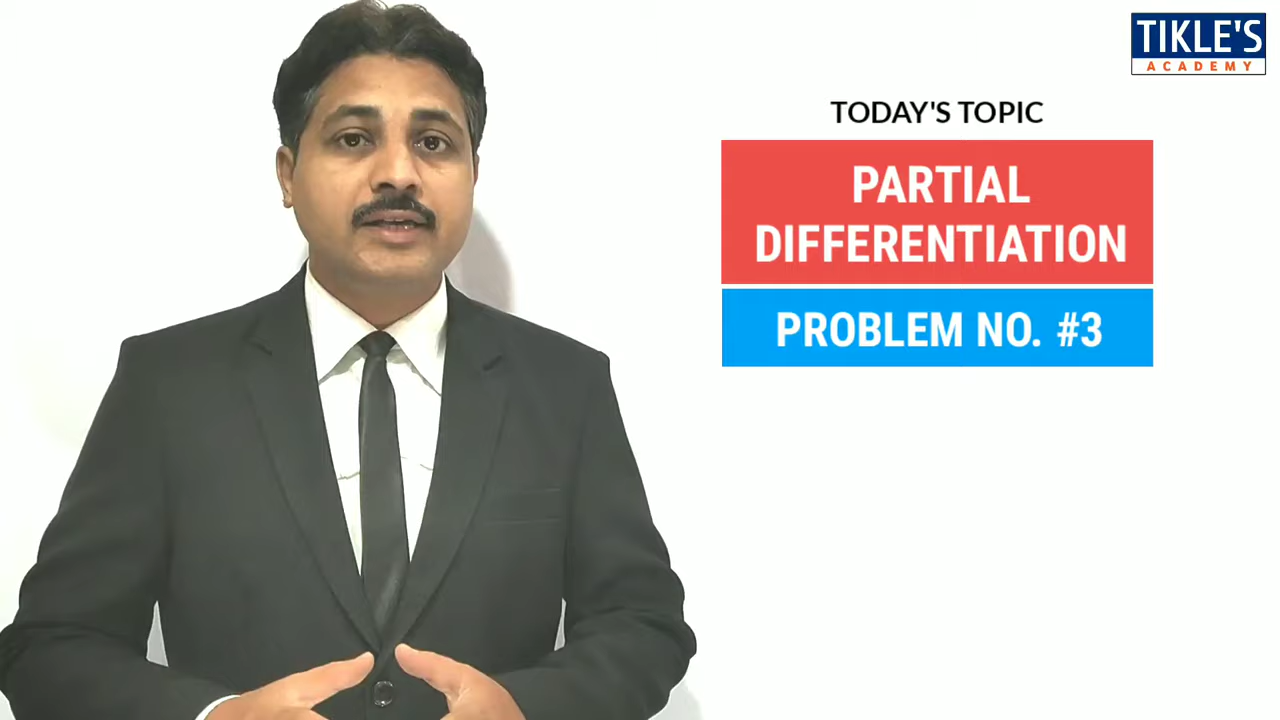 TIKLE'S
ACADEMY
TODAY'S TOPIC
PARTIAL
DIFFERENTIATION
PROBLEM NO. #3